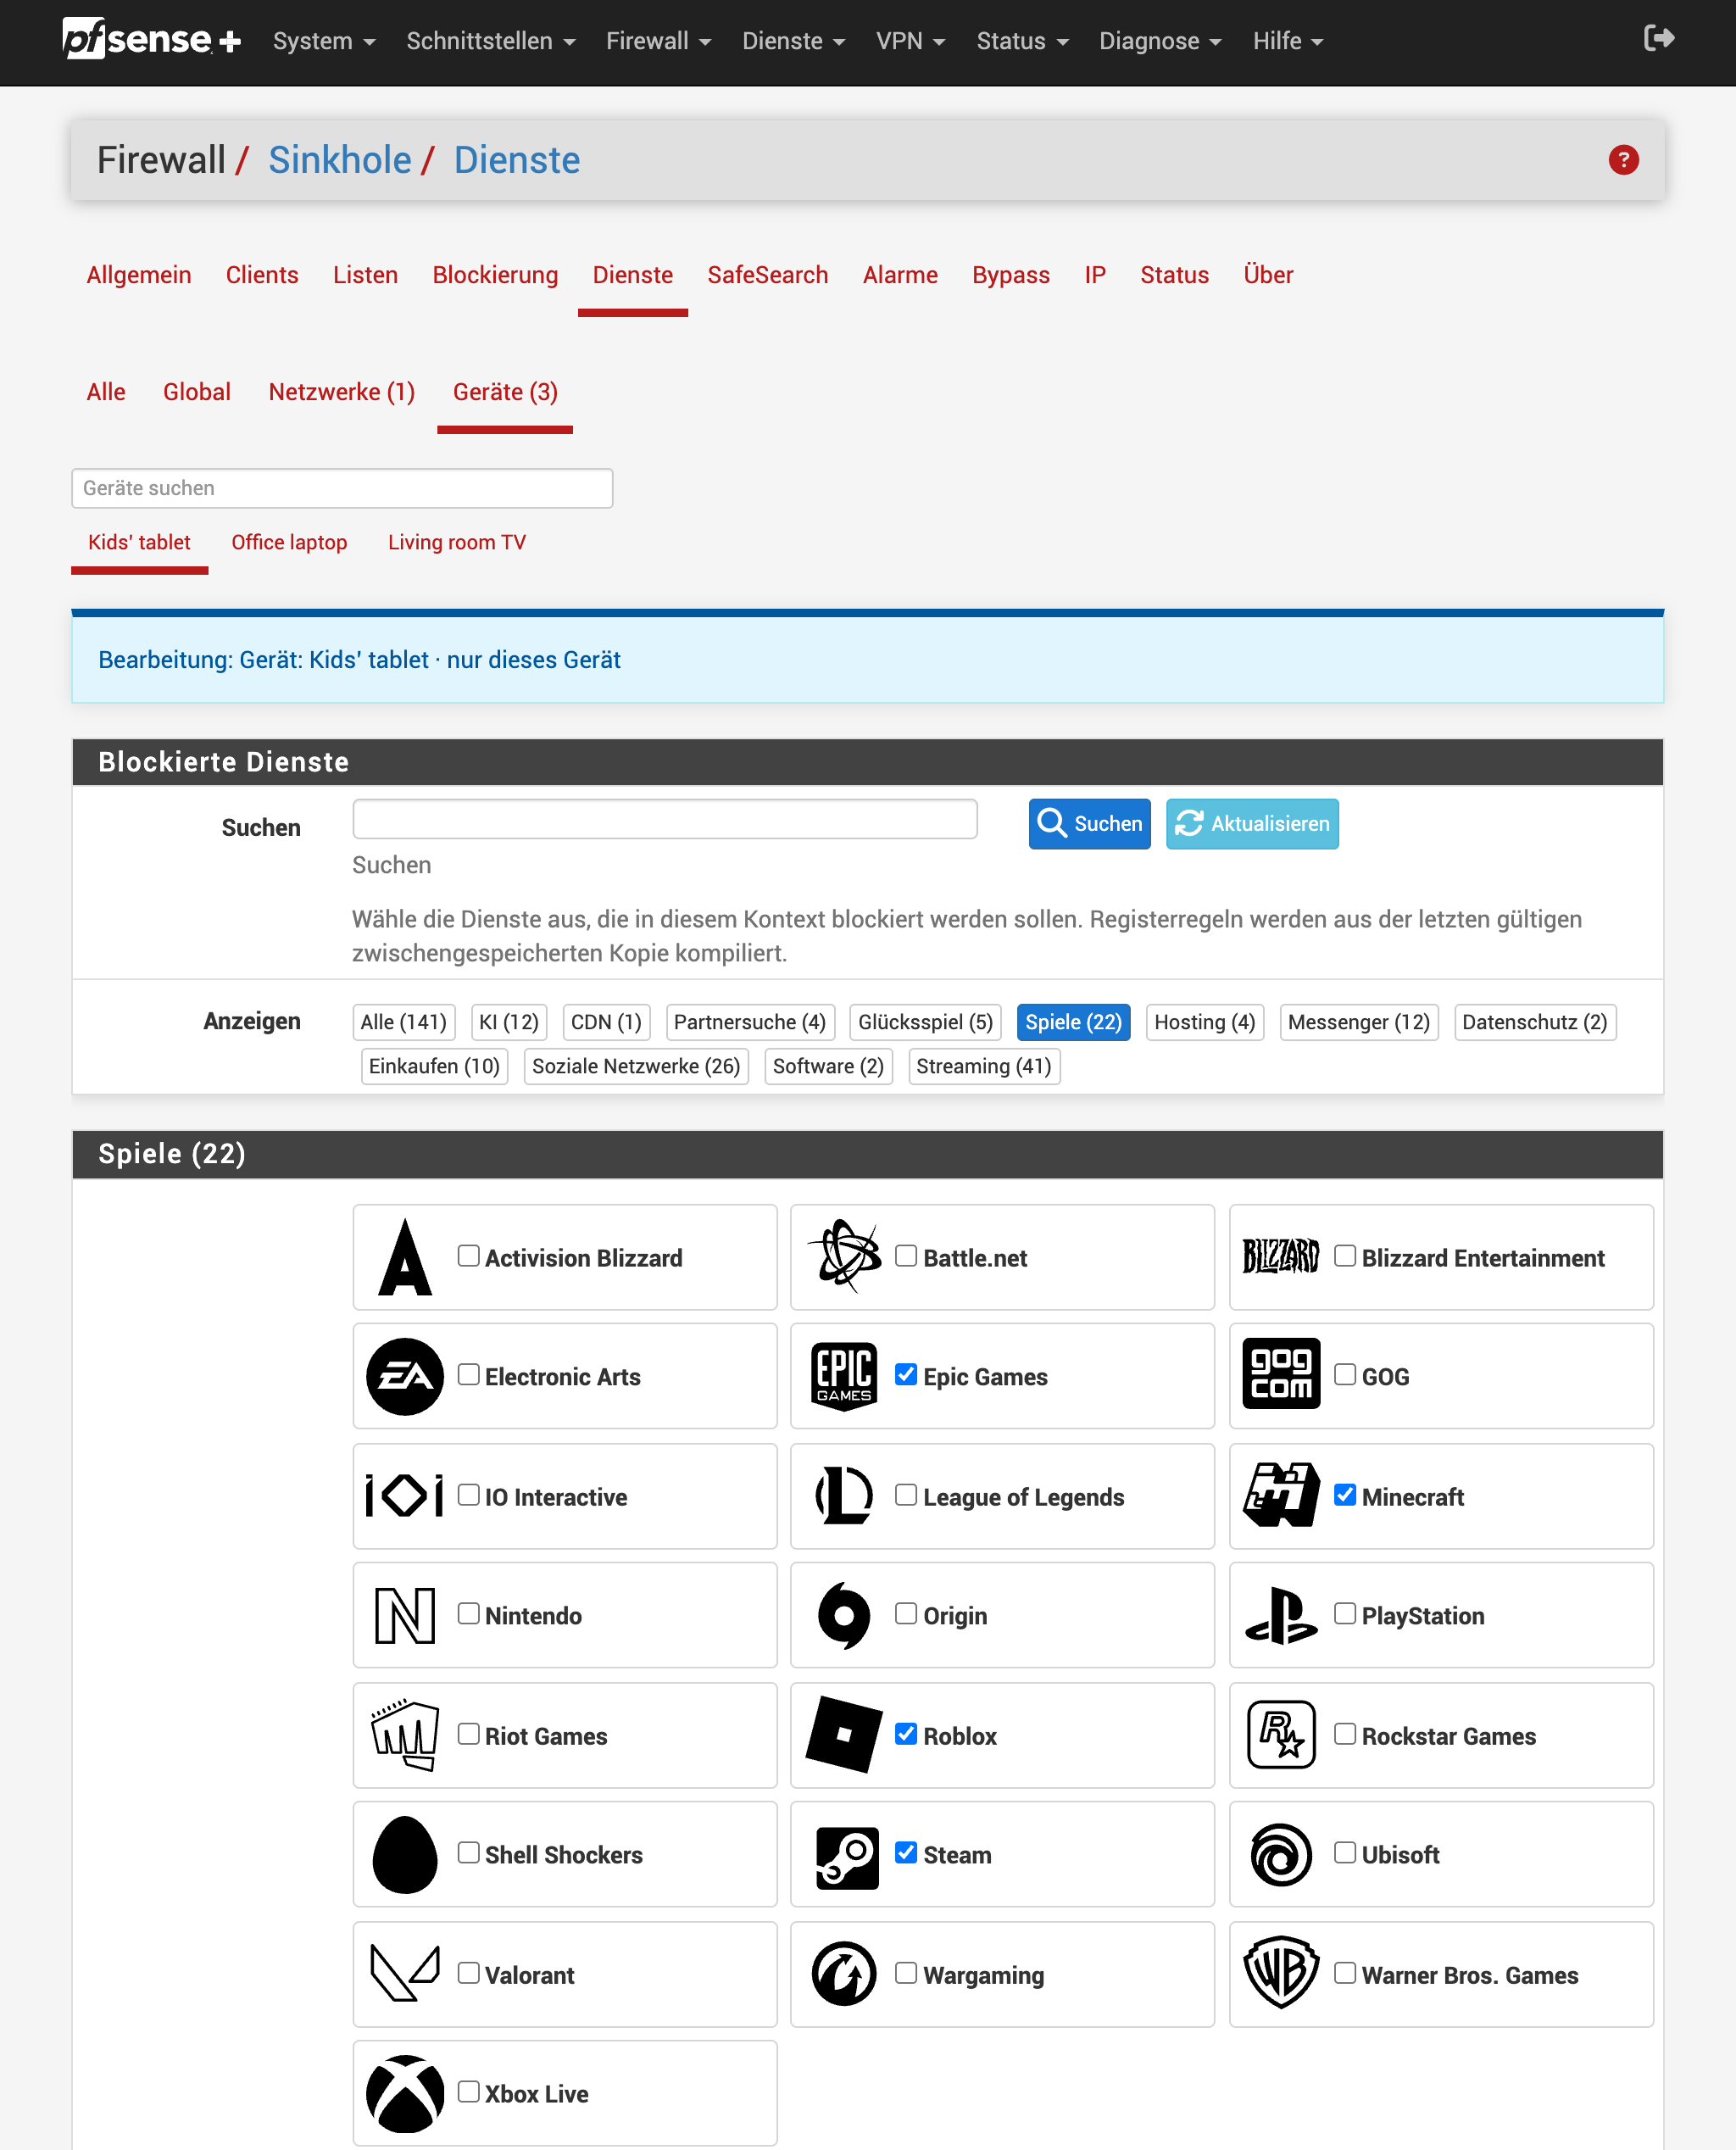 pfsense+ System Schnittstellen Firewall Dienste VPN Status Diagnose Hilfe
Firewall / Sinkhole / Dienste ?
Allgemein Clients Listen Blockierung Dienste SafeSearch Alarme Bypass IP Status Über
Alle Global Netzwerke (1) Geräte (3)
Geräte suchen
Kids' tablet Office laptop Living room TV
Bearbeitung: Gerät: Kids' tablet · nur dieses Gerät
Blockierte Dienste
Suchen Suchen Aktualisieren
Suchen
Wähle die Dienste aus, die in diesem Kontext blockiert werden sollen. Registerregeln werden aus der letzten gültigen
zwischengespeicherten Kopie kompiliert.
Anzeigen Alle (141) KI (12) CDN (1) Partnersuche (4) Glücksspiel (5) Spiele (22) Hosting (4) Messenger (12) Datenschutz (2)
Einkaufen (10) Soziale Netzwerke (26) Software (2) Streaming (41)
Spiele (22)
Activision Blizzard Battle.net BLIZZARD Blizzard Entertainment
EA Electronic Arts EPIC GAMES Epic Games gog com GOG
IOI IO Interactive League of Legends Minecraft
N Nintendo Origin PlayStation
Riot Games Roblox R Rockstar Games
Shell Shockers Steam Ubisoft
Valorant Wargaming WB Warner Bros. Games
Xbox Live